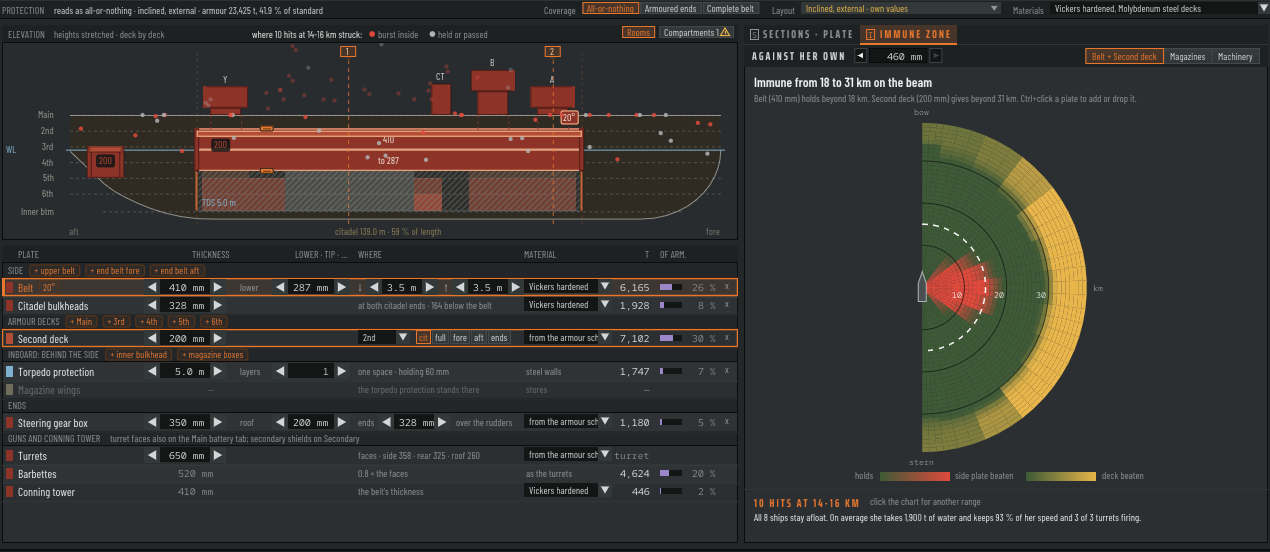 PROTECTION reads as all-or-nothing · inclined, external · armour 23,425 t, 41.9 % of standard Coverage All-or-nothing Armoured ends Complete belt Layout Inclined, external · own values Materials Vickers hardened, Molybdenum steel decks
ELEVATION heights stretched · deck by deck where 10 hits at 14-16 km struck: burst inside held or passed Rooms Compartments 1
1 2
Y CT B A
Main
2nd
3rd
4th
5th
6th
Inner btm
WL
20°
200
200
410
to 287
TDS 5.0 m
aft citadel 139.0 m · 59 % of length fore
PLATE THICKNESS LOWER · TIP · ... WHERE MATERIAL T OF ARM.
SIDE + upper belt + end belt fore + end belt aft
Belt 20° 410 mm lower 287 mm ↓ 3.5 m ↑ 3.5 m Vickers hardened 6,165 26 % x
Citadel bulkheads 328 mm at both citadel ends · 164 below the belt Vickers hardened 1,928 8 % x
ARMOUR DECKS + Main + 3rd + 4th + 5th + 6th
Second deck 200 mm 2nd cit full fore aft ends from the armour sch 7,102 30 % x
INBOARD: BEHIND THE SIDE + inner bulkhead + magazine boxes
Torpedo protection 5.0 m layers 1 one space · holding 60 mm steel walls 1,747 7 % x
Magazine wings — the torpedo protection stands there stores —
ENDS
Steering gear box 350 mm roof 200 mm ends 328 mm over the rudders from the armour sch 1,180 5 % x
GUNS AND CONNING TOWER turret faces also on the Main battery tab; secondary shields on Secondary
Turrets 650 mm faces · side 358 · rear 325 · roof 260 from the armour sch turret
Barbettes 520 mm 0.8 × the faces as the turrets 4,624 20 %
Conning tower 410 mm the belt's thickness Vickers hardened 446 2 %
S SECTIONS · PLATE I IMMUNE ZONE
AGAINST HER OWN 460 mm Belt + Second deck Magazines Machinery
Immune from 18 to 31 km on the beam
Belt (410 mm) holds beyond 18 km. Second deck (200 mm) gives beyond 31 km. Ctrl+click a plate to add or drop it.
bow
10 20 30 km
stern
holds side plate beaten deck beaten
10 HITS AT 14-16 KM click the chart for another range
All 8 ships stay afloat. On average she takes 1,900 t of water and keeps 93 % of her speed and 3 of 3 turrets firing.